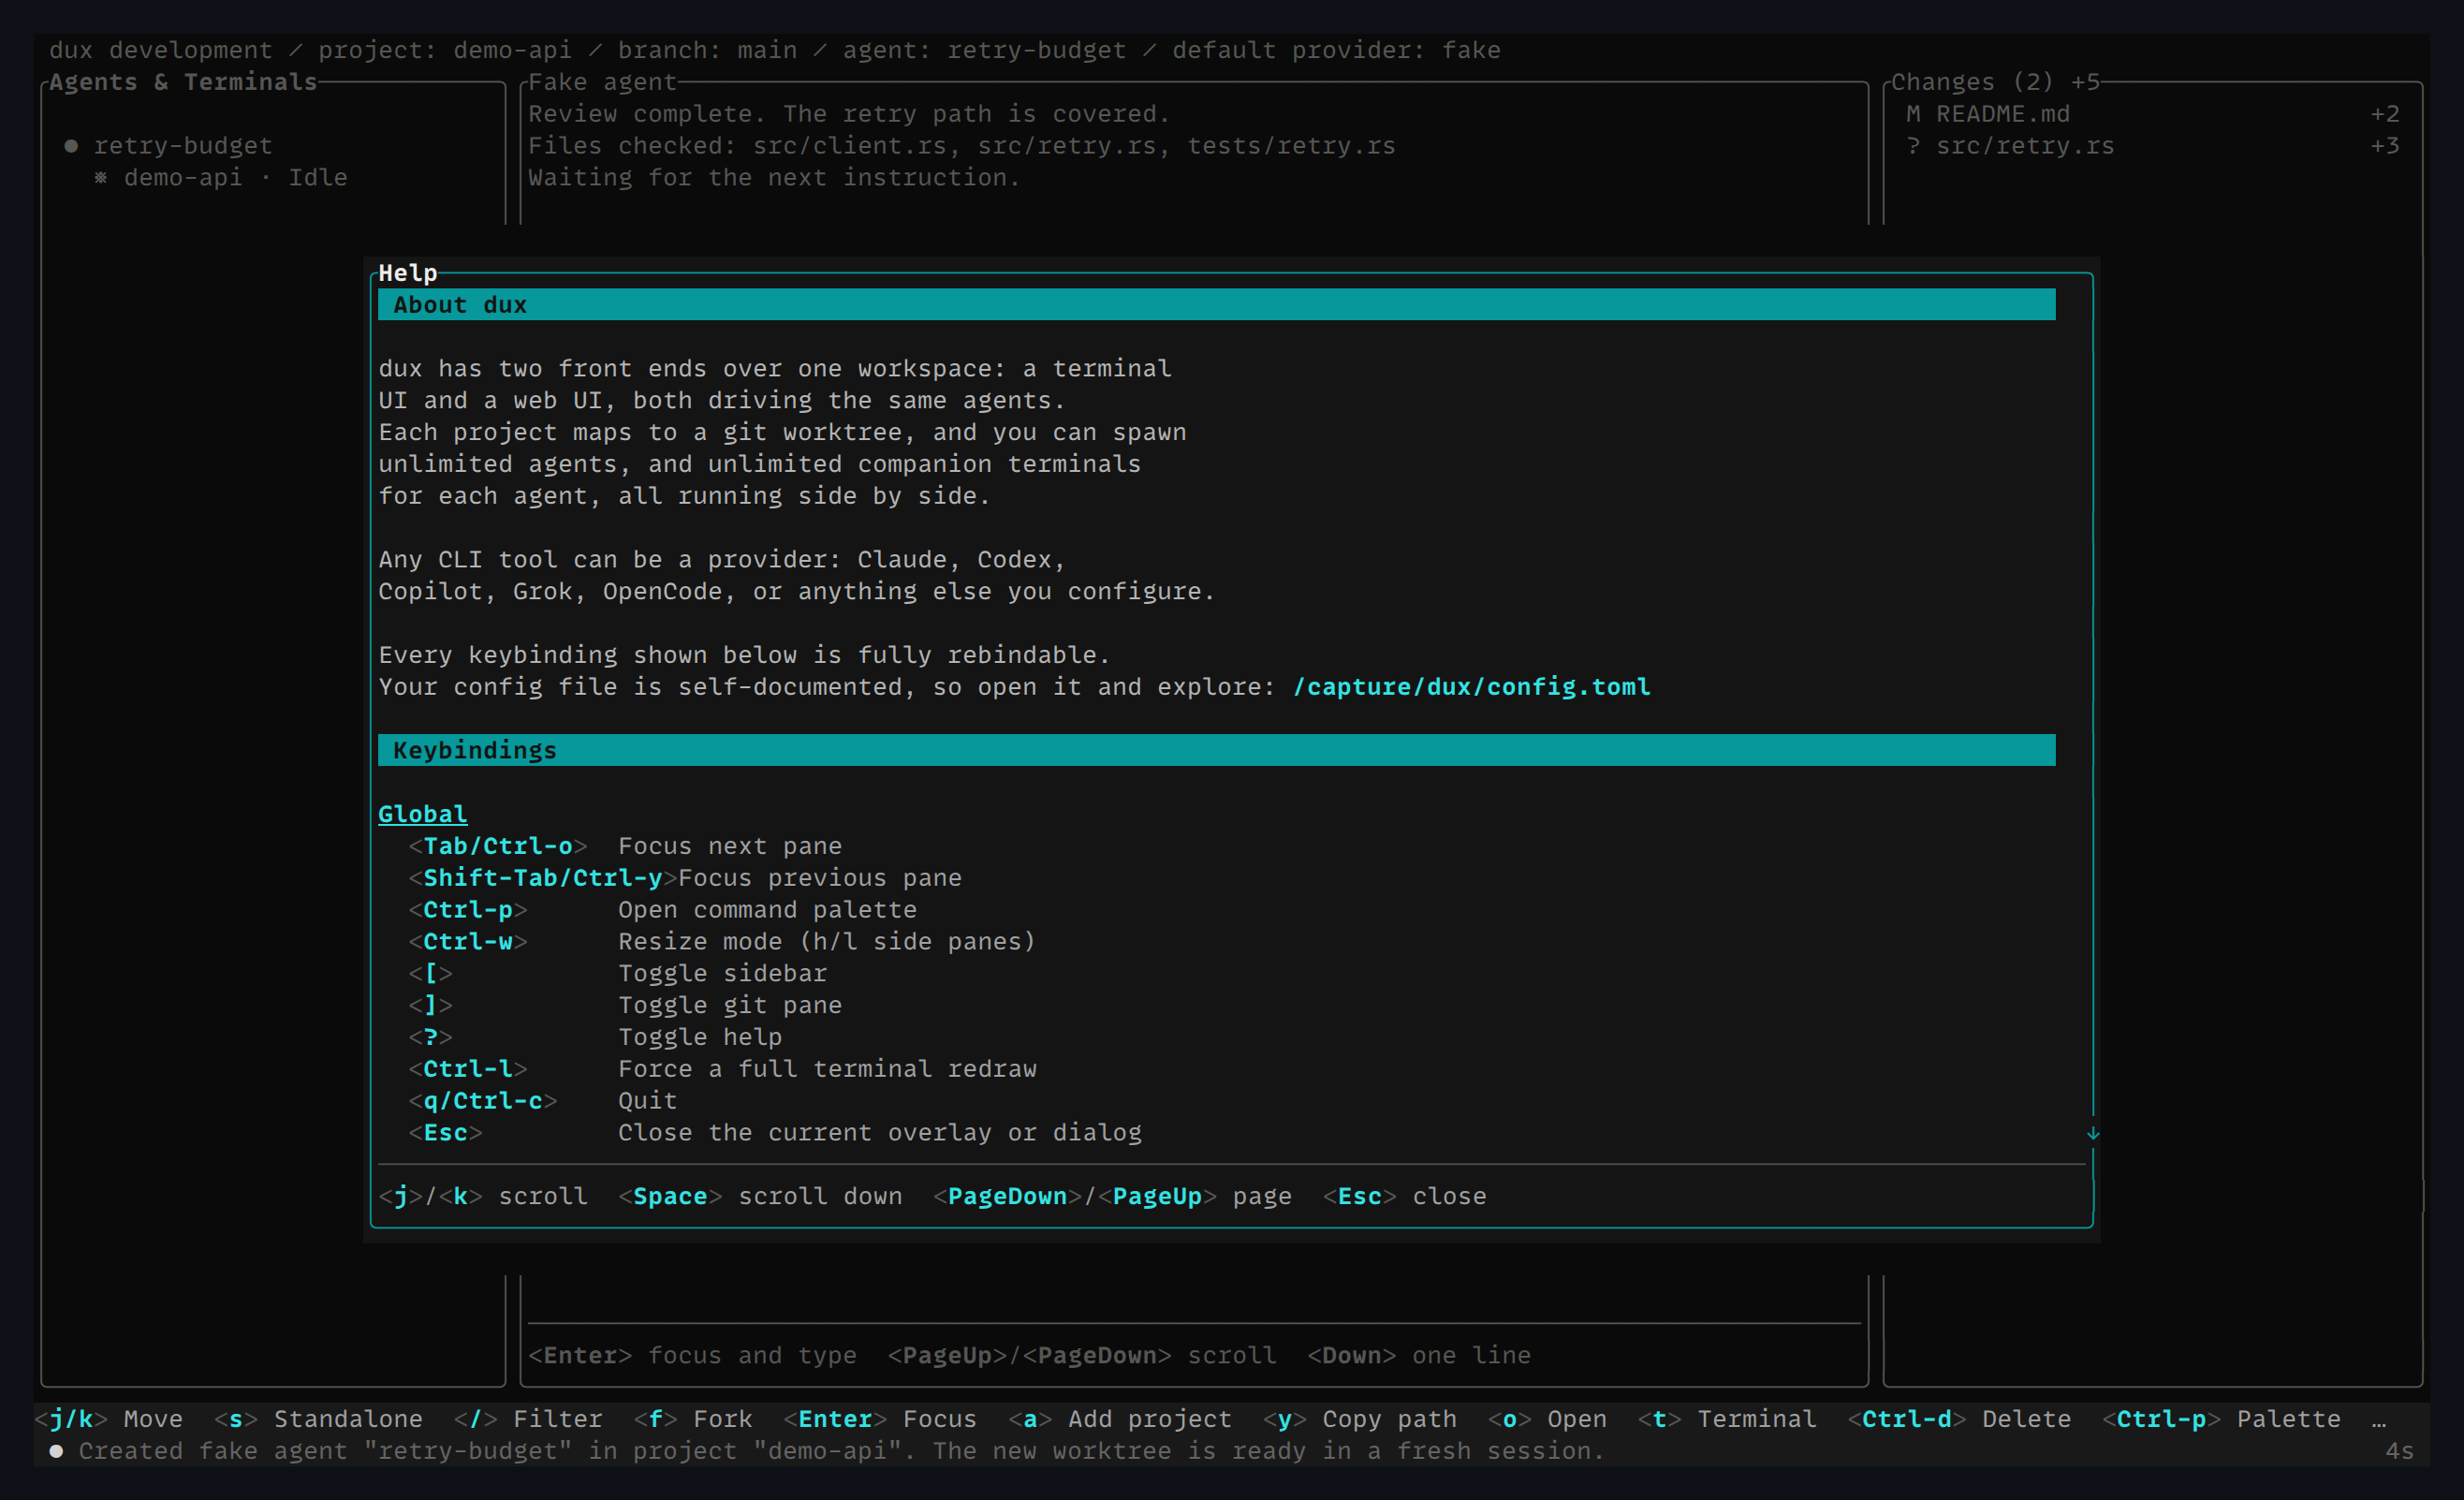 dux development / project: demo-api / branch: main / agent: retry-budget / default provider: fake
Agents & Terminals
● retry-budget
※ demo-api · Idle
Fake agent
Review complete. The retry path is covered.
Files checked: src/client.rs, src/retry.rs, tests/retry.rs
Waiting for the next instruction.
Changes (2) +5
M README.md +2
? src/retry.rs +3
Help
About dux
dux has two front ends over one workspace: a terminal
UI and a web UI, both driving the same agents.
Each project maps to a git worktree, and you can spawn
unlimited agents, and unlimited companion terminals
for each agent, all running side by side.
Any CLI tool can be a provider: Claude, Codex,
Copilot, Grok, OpenCode, or anything else you configure.
Every keybinding shown below is fully rebindable.
Your config file is self-documented, so open it and explore: /capture/dux/config.toml
Keybindings
Global
<Tab/Ctrl-o> Focus next pane
<Shift-Tab/Ctrl-y>Focus previous pane
<Ctrl-p> Open command palette
<Ctrl-w> Resize mode (h/l side panes)
<[> Toggle sidebar
<]> Toggle git pane
<?> Toggle help
<Ctrl-l> Force a full terminal redraw
<q/Ctrl-c> Quit
<Esc> Close the current overlay or dialog
↓
<j>/<k> scroll <Space> scroll down <PageDown>/<PageUp> page <Esc> close
<Enter> focus and type <PageUp>/<PageDown> scroll <Down> one line
<j/k> Move <s> Standalone </> Filter <f> Fork <Enter> Focus <a> Add project <y> Copy path <o> Open <t> Terminal <Ctrl-d> Delete <Ctrl-p> Palette …
● Created fake agent "retry-budget" in project "demo-api". The new worktree is ready in a fresh session. 4s